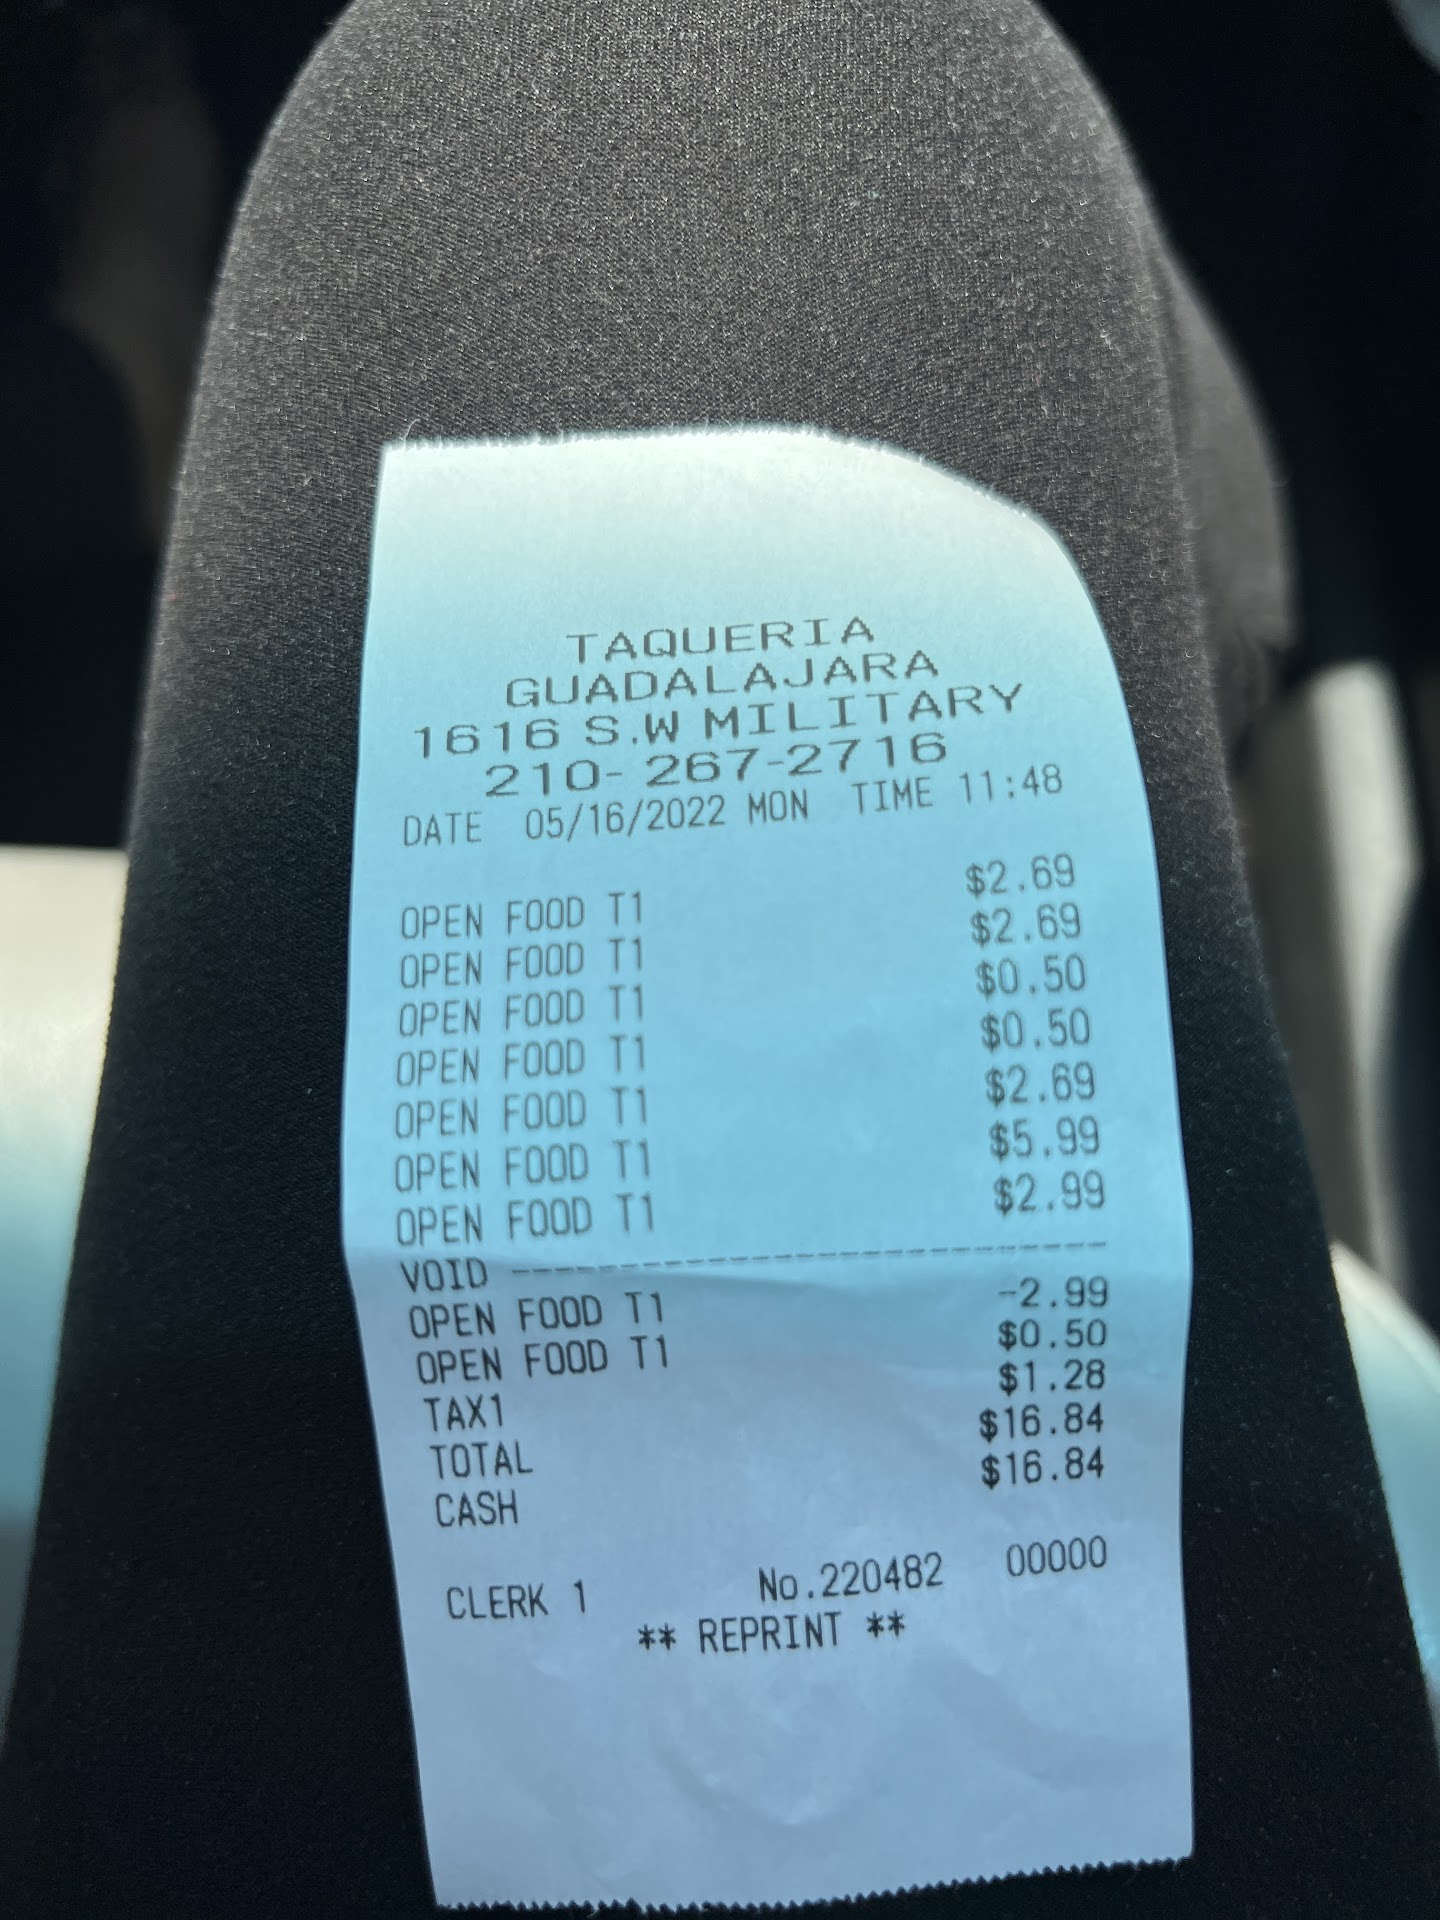 TAQUERIA
GUADALAJARA
1616 S.W MILITARY
210- 267-2716
DATE 05/16/2022 MON TIME 11:48
OPEN FOOD T1 $2.69
OPEN FOOD T1 $2.69
OPEN FOOD T1 $0.50
OPEN FOOD T1 $0.50
OPEN FOOD T1 $2.69
OPEN FOOD T1 $5.99
OPEN FOOD T1 $2.99
VOID ------------------------------
OPEN FOOD T1 -2.99
OPEN FOOD T1 $0.50
TAX1 $1.28
TOTAL $16.84
CASH $16.84
CLERK 1 No.220482 00000
** REPRINT **